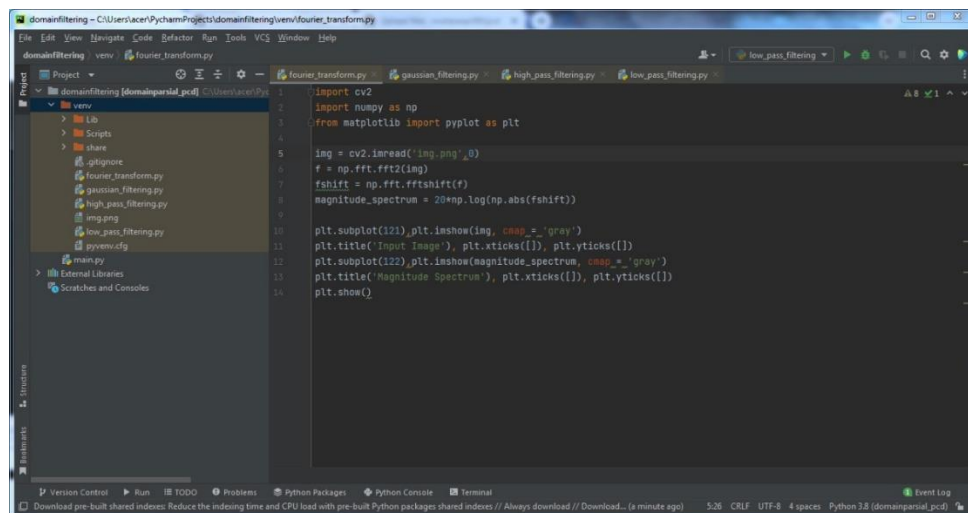 domainfiltering – C:\Users\acer\PycharmProjects\domainfiltering\venv\fourier_transform.py
File Edit View Navigate Code Refactor Run Tools VCS Window Help
domainfiltering venv fourier_transform.py low_pass_filtering
Project fourier_transform.py gaussian_filtering.py high_pass_filtering.py low_pass_filtering.py
domainfiltering [domainparsial_pcd] C:\Users\acer\Pyc
venv
Lib
Scripts
share
.gitignore
fourier_transform.py
gaussian_filtering.py
high_pass_filtering.py
img.png
low_pass_filtering.py
pyvenv.cfg
main.py
External Libraries
Scratches and Consoles
8 1
1 import cv2
2 import numpy as np
3 from matplotlib import pyplot as plt
4
5 img = cv2.imread('img.png',0)
6 f = np.fft.fft2(img)
7 fshift = np.fft.fftshift(f)
8 magnitude_spectrum = 20*np.log(np.abs(fshift))
9
10 plt.subplot(121),plt.imshow(img, cmap = 'gray')
11 plt.title('Input Image'), plt.xticks([]), plt.yticks([])
12 plt.subplot(122),plt.imshow(magnitude_spectrum, cmap = 'gray')
13 plt.title('Magnitude Spectrum'), plt.xticks([]), plt.yticks([])
14 plt.show()
Project
Structure
Bookmarks
Version Control Run TODO Problems Python Packages Python Console Terminal Event Log
Download pre-built shared indexes: Reduce the indexing time and CPU load with pre-built Python packages shared indexes // Always download // Download... (a minute ago) 5:26 CRLF UTF-8 4 spaces Python 3.8 (domainparsial_pcd)